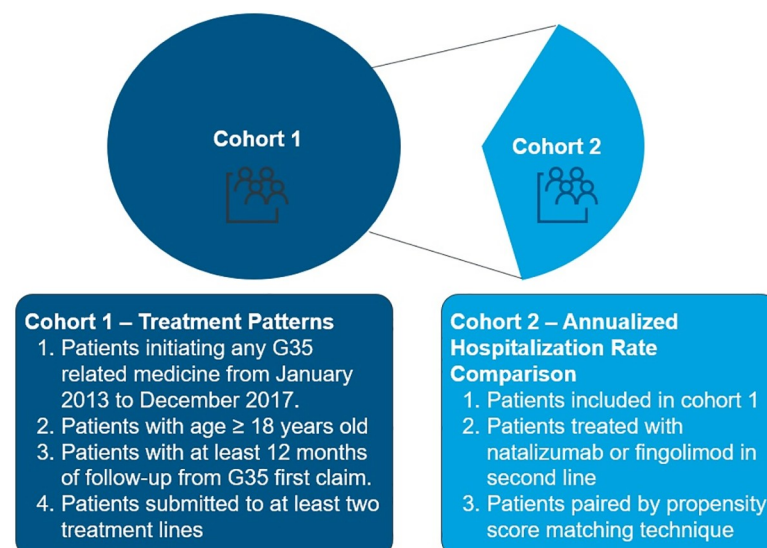 Cohort 1
Cohort 2
Cohort 1 – Treatment Patterns
1. Patients initiating any G35
related medicine from January
2013 to December 2017.
2. Patients with age ≥ 18 years old
3. Patients with at least 12 months
of follow-up from G35 first claim.
4. Patients submitted to at least two
treatment lines
Cohort 2 – Annualized
Hospitalization Rate
Comparison
1. Patients included in cohort 1
2. Patients treated with
natalizumab or fingolimod in
second line
3. Patients paired by propensity
score matching technique